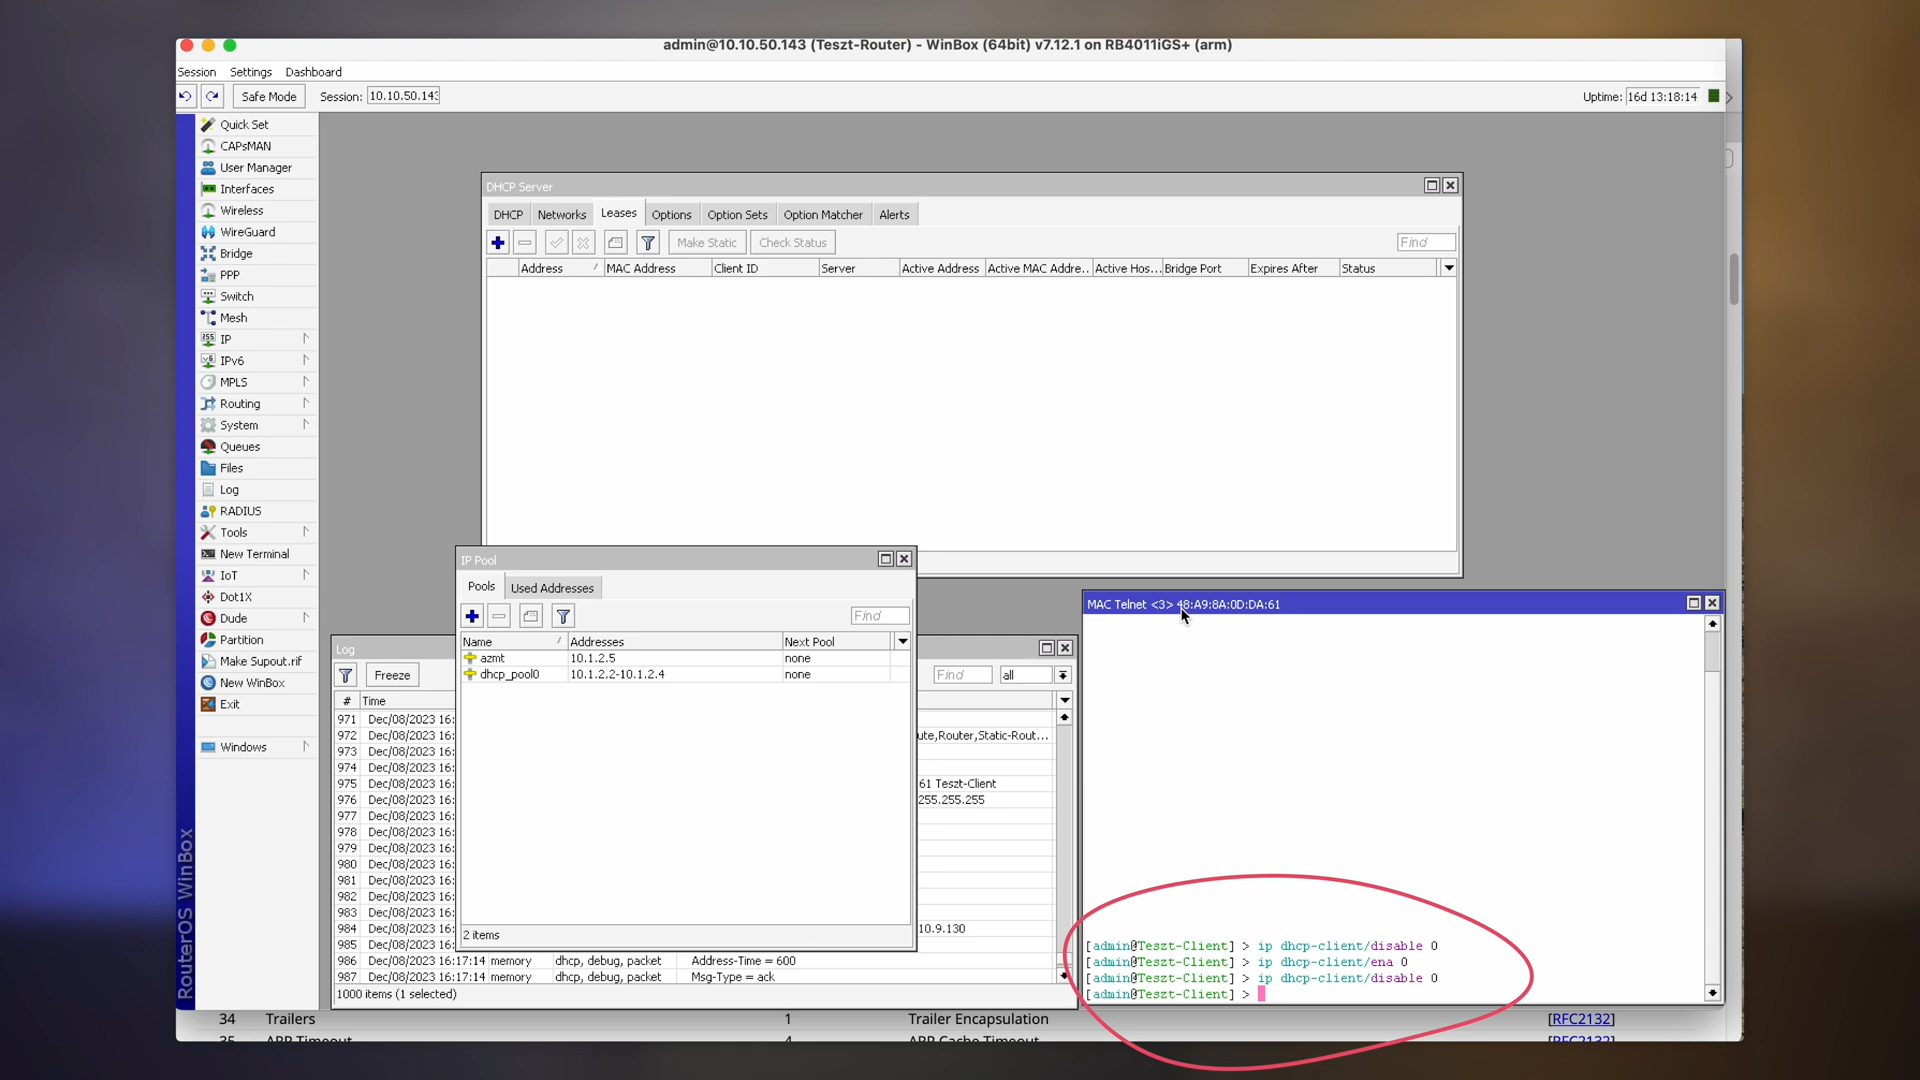 admin@10.10.50.143 (Teszt-Router) - WinBox (64bit) v7.12.1 on RB4011iGS+ (arm)
Session Settings Dashboard
Safe Mode Session: 10.10.50.143 Uptime: 16d 13:18:14
Quick Set
CAPsMAN
User Manager
Interfaces
Wireless
WireGuard
Bridge
PPP
Switch
Mesh
IP
IPv6
MPLS
Routing
System
Queues
Files
Log
RADIUS
Tools
New Terminal
IoT
Dot1X
Dude
Partition
Make Supout.rif
New WinBox
Exit
Windows
RouterOS WinBox
DHCP Server
DHCP Networks Leases Options Option Sets Option Matcher Alerts
Make Static Check Status Find
Address MAC Address Client ID Server Active Address Active MAC Addre.. Active Hos... Bridge Port Expires After Status
IP Pool
Pools Used Addresses
Find
Name Addresses Next Pool
azmt 10.1.2.5 none
dhcp_pool0 10.1.2.2-10.1.2.4 none
2 items
Log
Freeze Find all
# Time
971 Dec/08/2023 16:
972 Dec/08/2023 16: ute,Router,Static-Rout...
973 Dec/08/2023 16:
974 Dec/08/2023 16:
975 Dec/08/2023 16: 61 Teszt-Client
976 Dec/08/2023 16: 255.255.255
977 Dec/08/2023 16:
978 Dec/08/2023 16:
979 Dec/08/2023 16:
980 Dec/08/2023 16:
981 Dec/08/2023 16:
982 Dec/08/2023 16:
983 Dec/08/2023 16:
984 Dec/08/2023 16: 10.9.130
985 Dec/08/2023 16:
986 Dec/08/2023 16:17:14 memory dhcp, debug, packet Address-Time = 600
987 Dec/08/2023 16:17:14 memory dhcp, debug, packet Msg-Type = ack
1000 items (1 selected)
MAC Telnet <3> 48:A9:8A:0D:DA:61
[admin@Teszt-Client] > ip dhcp-client/disable 0
[admin@Teszt-Client] > ip dhcp-client/ena 0
[admin@Teszt-Client] > ip dhcp-client/disable 0
[admin@Teszt-Client] >
34 Trailers 1 Trailer Encapsulation [RFC2132]
35 ARP Timeout 4 ARP Cache Timeout [RFC2132]